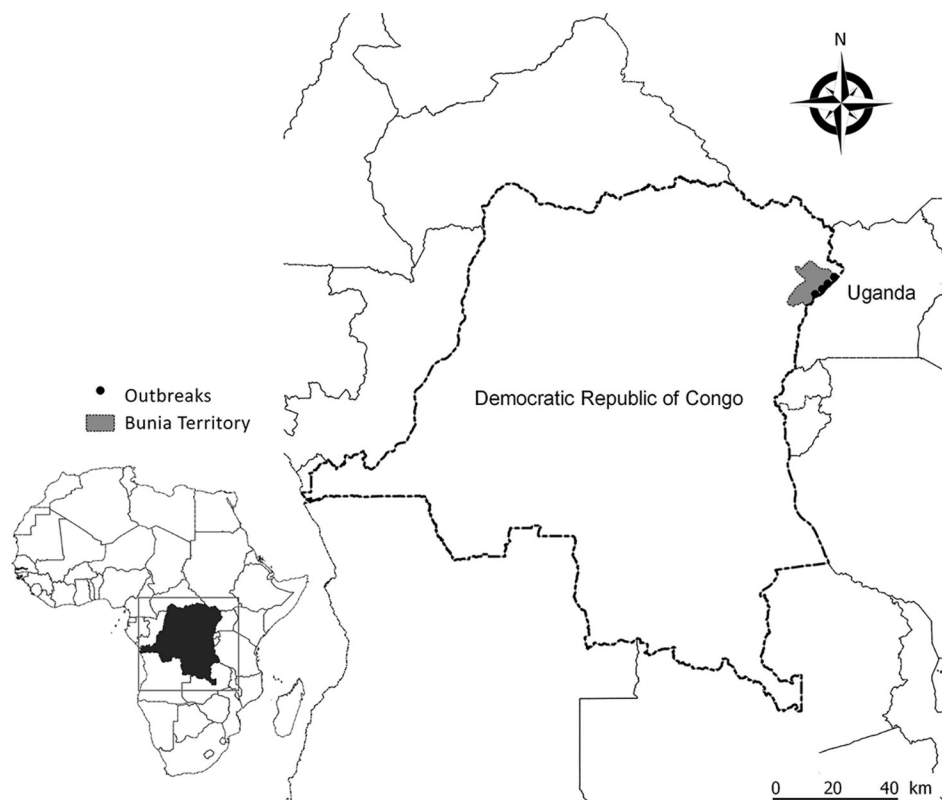 N
Uganda
Democratic Republic of Congo
Outbreaks
Bunia Territory
0 20 40 km